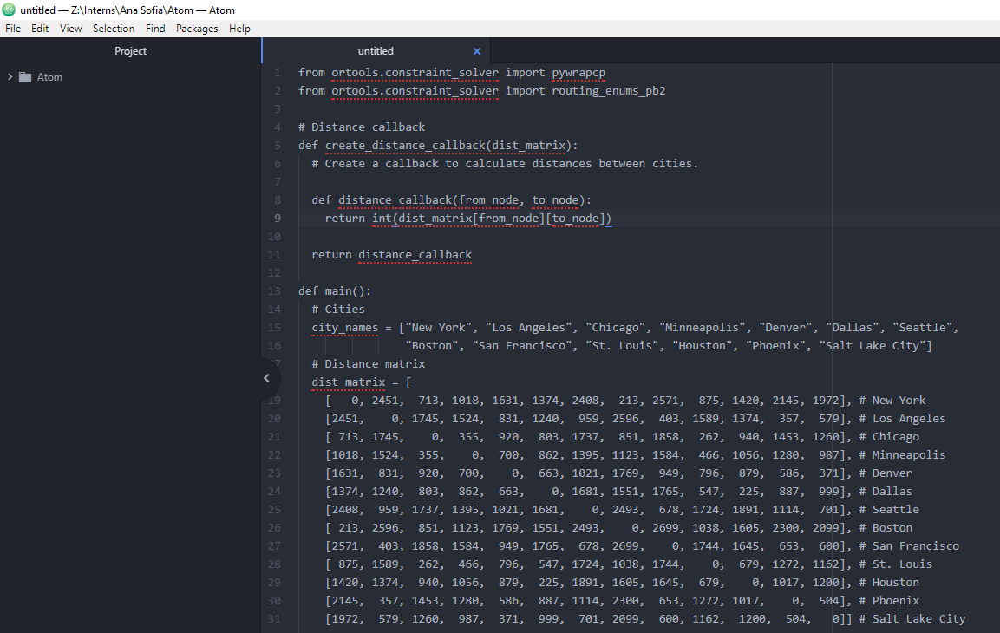 untitled — Z:\Interns\Ana Sofia\Atom — Atom
File Edit View Selection Find Packages Help
Project
untitled
Atom
1 from ortools.constraint_solver import pywrapcp
2 from ortools.constraint_solver import routing_enums_pb2
3
4 # Distance callback
5 def create_distance_callback(dist_matrix):
6 # Create a callback to calculate distances between cities.
7
8 def distance_callback(from_node, to_node):
9 return int(dist_matrix[from_node][to_node])
10
11 return distance_callback
12
13 def main():
14 # Cities
15 city_names = ["New York", "Los Angeles", "Chicago", "Minneapolis", "Denver", "Dallas", "Seattle",
16 "Boston", "San Francisco", "St. Louis", "Houston", "Phoenix", "Salt Lake City"]
7 # Distance matrix
dist_matrix = [
19 [ 0, 2451, 713, 1018, 1631, 1374, 2408, 213, 2571, 875, 1420, 2145, 1972], # New York
20 [2451, 0, 1745, 1524, 831, 1240, 959, 2596, 403, 1589, 1374, 357, 579], # Los Angeles
21 [ 713, 1745, 0, 355, 920, 803, 1737, 851, 1858, 262, 940, 1453, 1260], # Chicago
22 [1018, 1524, 355, 0, 700, 862, 1395, 1123, 1584, 466, 1056, 1280, 987], # Minneapolis
23 [1631, 831, 920, 700, 0, 663, 1021, 1769, 949, 796, 879, 586, 371], # Denver
24 [1374, 1240, 803, 862, 663, 0, 1681, 1551, 1765, 547, 225, 887, 999], # Dallas
25 [2408, 959, 1737, 1395, 1021, 1681, 0, 2493, 678, 1724, 1891, 1114, 701], # Seattle
26 [ 213, 2596, 851, 1123, 1769, 1551, 2493, 0, 2699, 1038, 1605, 2300, 2099], # Boston
27 [2571, 403, 1858, 1584, 949, 1765, 678, 2699, 0, 1744, 1645, 653, 600], # San Francisco
28 [ 875, 1589, 262, 466, 796, 547, 1724, 1038, 1744, 0, 679, 1272, 1162], # St. Louis
29 [1420, 1374, 940, 1056, 879, 225, 1891, 1605, 1645, 679, 0, 1017, 1200], # Houston
30 [2145, 357, 1453, 1280, 586, 887, 1114, 2300, 653, 1272, 1017, 0, 504], # Phoenix
31 [1972, 579, 1260, 987, 371, 999, 701, 2099, 600, 1162, 1200, 504, 0]] # Salt Lake City